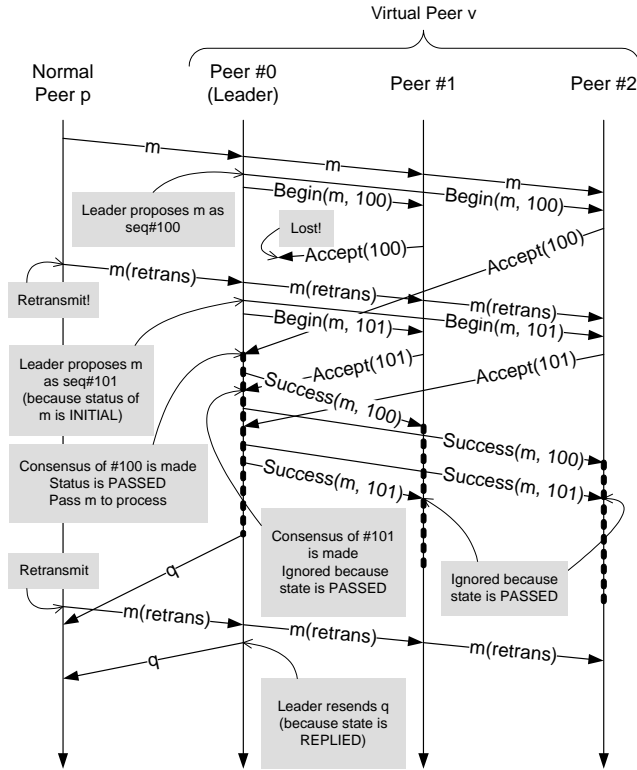 Virtual Peer v
Normal
Peer p
Peer #0
(Leader)
Peer #1
Peer #2
m
m
m
Leader proposes m as
seq#100
Begin(m, 100)
Begin(m, 100)
Lost!
Accept(100)
Accept(100)
Retransmit!
m(retrans)
m(retrans)
m(retrans)
Leader proposes m
as seq#101
(because status of
m is INITIAL)
Begin(m, 101)
Begin(m, 101)
Accept(101)
Accept(101)
Success(m, 100)
Success(m, 100)
Consensus of #100 is made
Status is PASSED
Pass m to process
Success(m, 101)
Success(m, 101)
Consensus of #101
is made
Ignored because
state is PASSED
Ignored because
state is PASSED
Retransmit
q
m(retrans)
m(retrans)
m(retrans)
q
Leader resends q
(because state is
REPLIED)